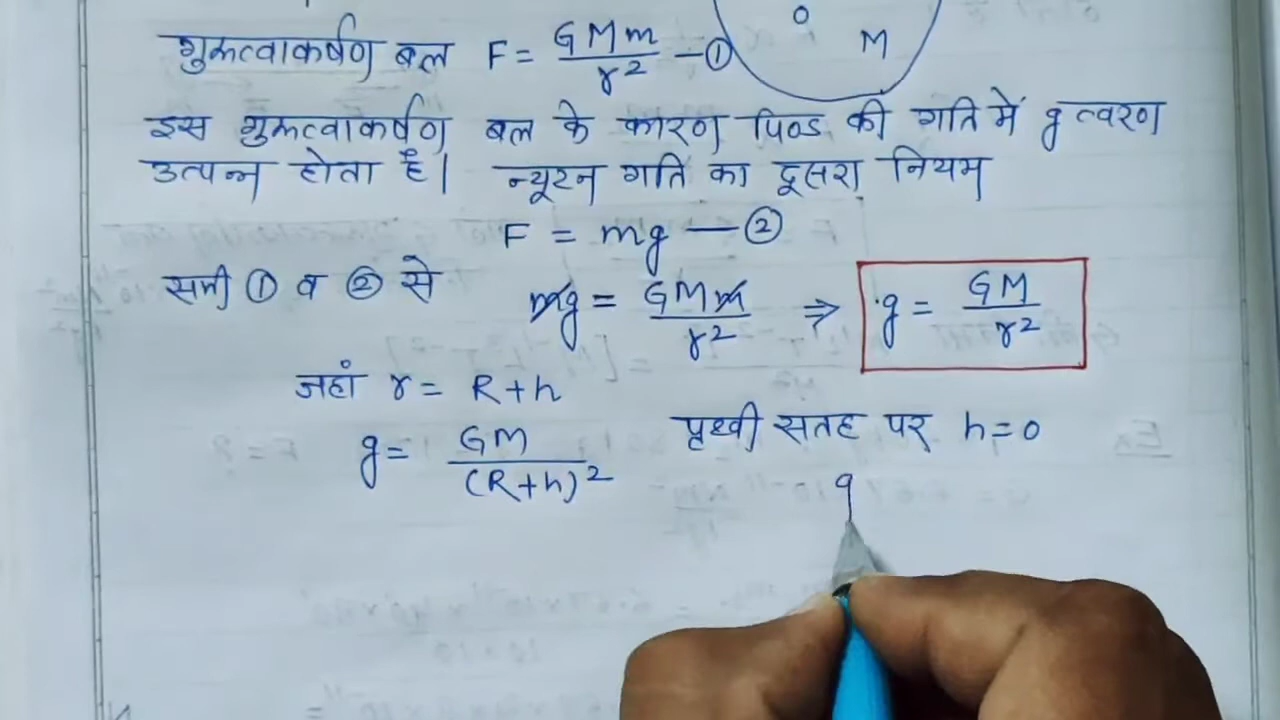 O
M
गुरुत्वाकर्षण बल F = GMm/r² —①
इस गुरुत्वाकर्षण बल के कारण पिण्ड की गति में g त्वरण
उत्पन्न होता है। न्यूटन गति का दूसरा नियम
F = mg —②
समी ① व ② से mg = GMm/r² ⇒ g = GM/r²
जहां r = R+h
g = GM/(R+h)² पृथ्वी सतह पर h=0
g